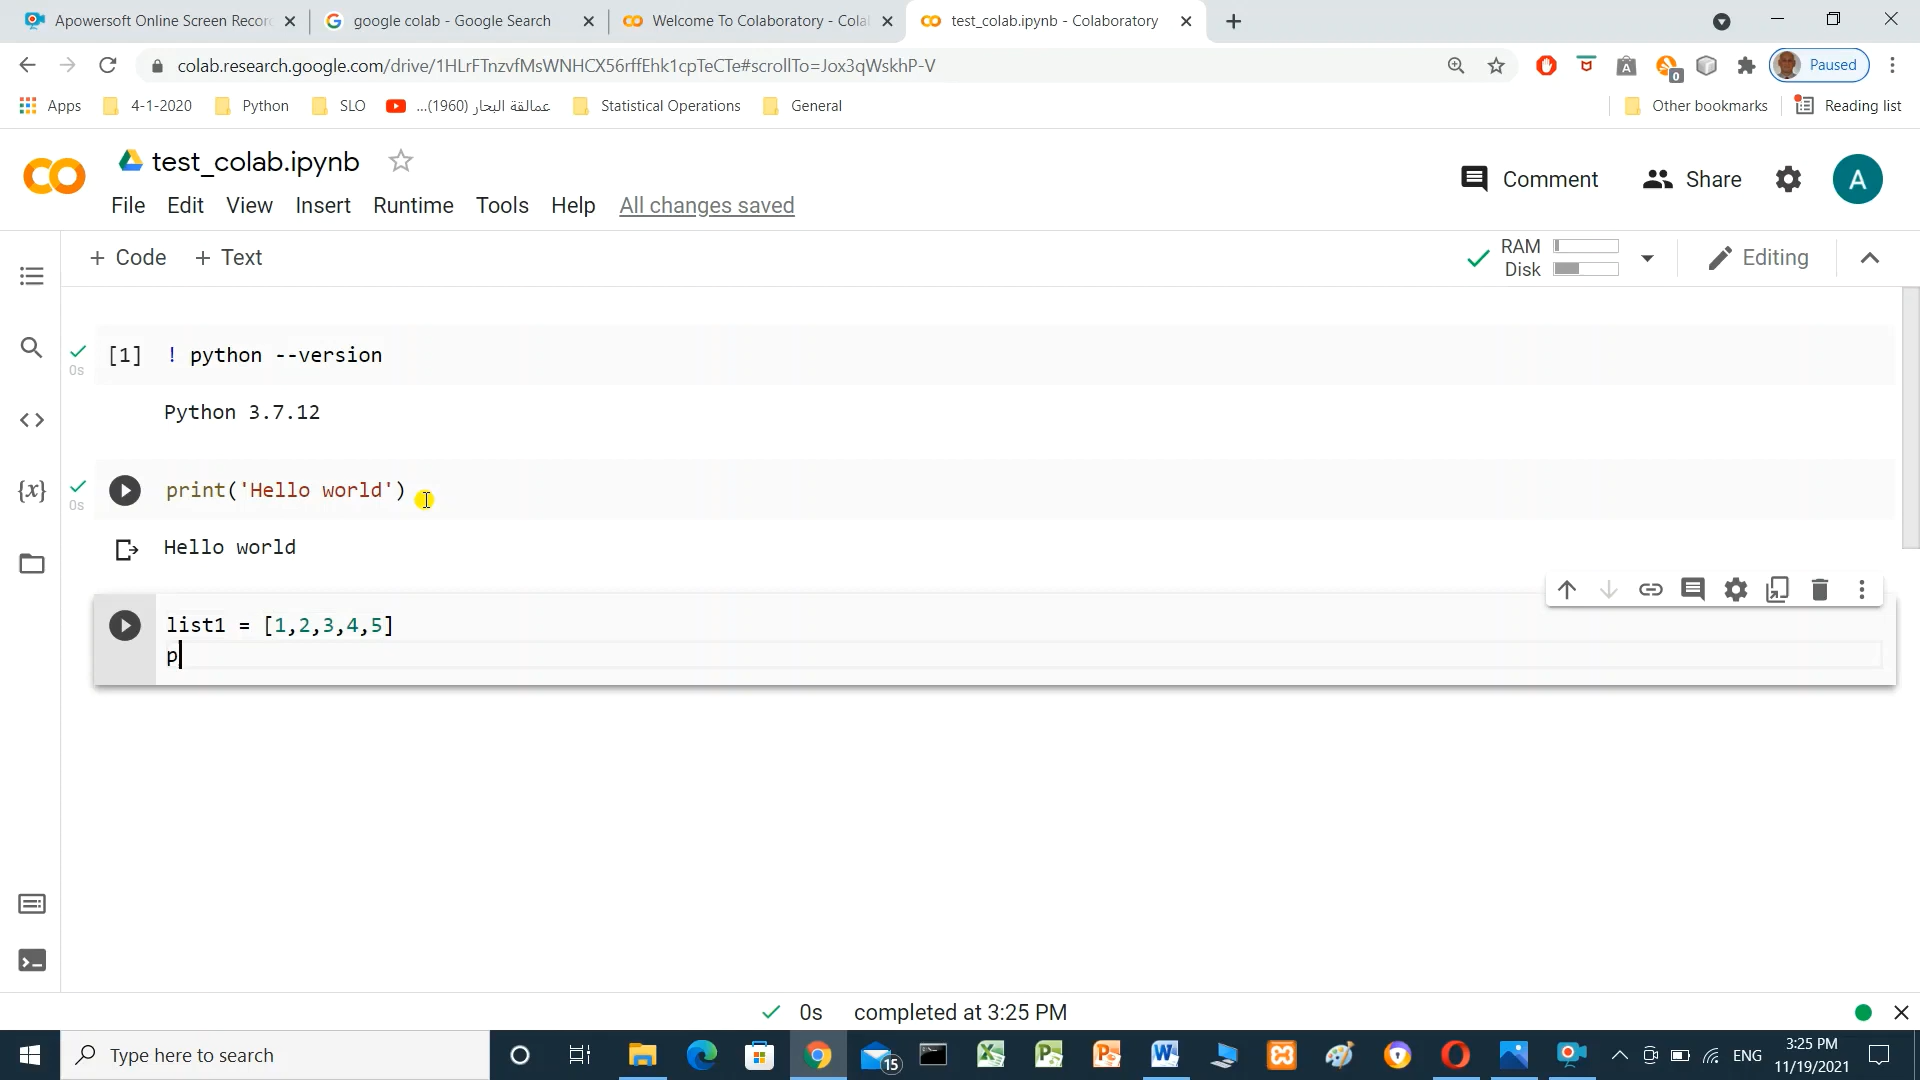 Apowersoft Online Screen Recor
google colab - Google Search
Welcome To Colaboratory - Cola
test_colab.ipynb - Colaboratory
colab.research.google.com/drive/1HLrFTnzvfMsWNHCX56rffEhk1cpTeCTe#scrollTo=Jox3qWskhP-V
0
Paused
Apps
4-1-2020
Python
SLO
عمالقة البحار (1960)...
Statistical Operations
General
Other bookmarks
Reading list
test_colab.ipynb
Comment
Share
A
File Edit View Insert Runtime Tools Help All changes saved
+ Code + Text
RAM
Disk
Editing
[1] ! python --version
0s
Python 3.7.12
print('Hello world')
0s
Hello world
list1 = [1,2,3,4,5]
p
0s completed at 3:25 PM
Type here to search
15
ENG
3:25 PM
11/19/2021